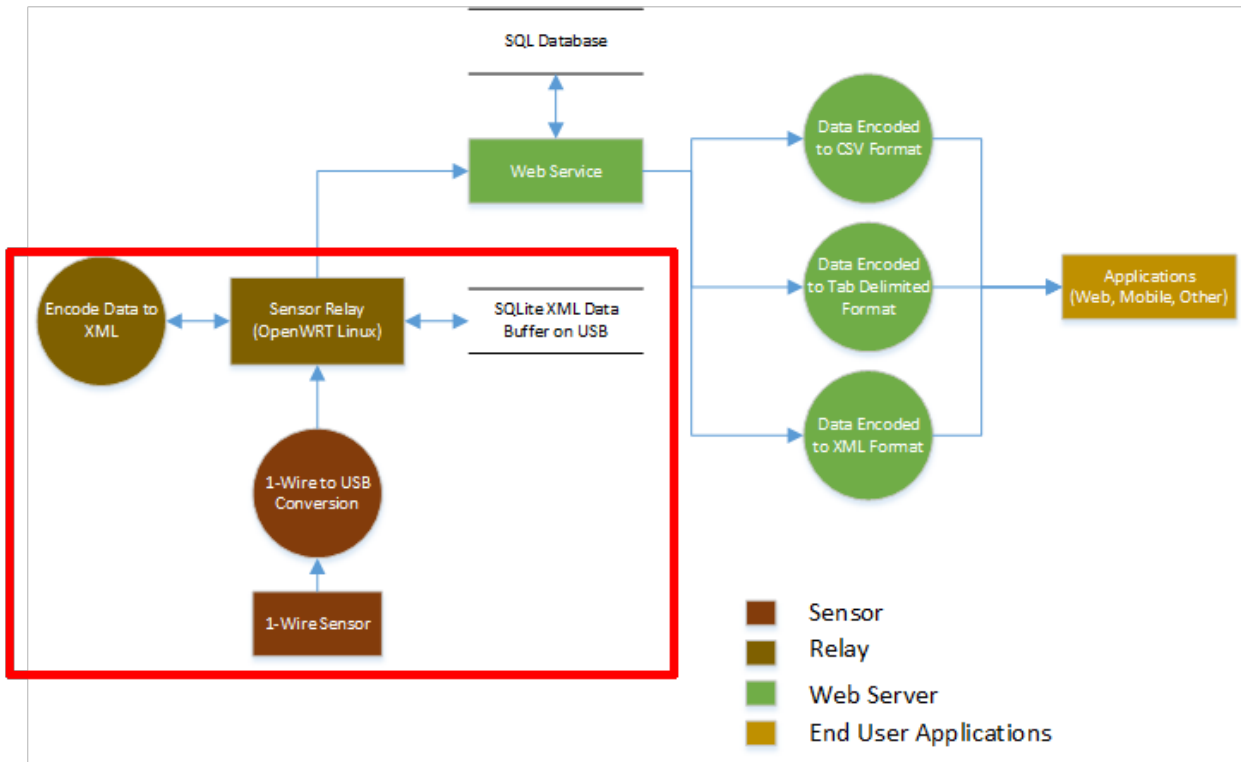 SQL Database
Web Service
Data Encoded
to CSV Format
Data Encoded
to Tab Delimited
Format
Data Encoded
to XML Format
Applications
(Web, Mobile, Other)
Encode Data to
XML
Sensor Relay
(OpenWRT Linux)
SQLite XML Data
Buffer on USB
1-Wire to USB
Conversion
1-Wire Sensor
Sensor
Relay
Web Server
End User Applications